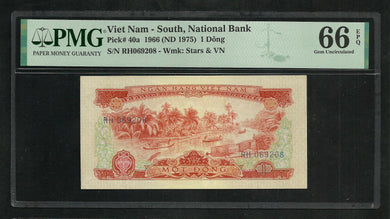 PMG
PAPER MONEY GUARANTY
Viet Nam - South, National Bank
Pick# 40a 1966 (ND 1975) 1 Dông
S/N RH069208 - Wmk: Stars & VN
66 EPQ
Gem Uncirculated
NGÂN HÀNG VIỆT NAM
RH 069208
RH 069208
MỘT ĐỒNG